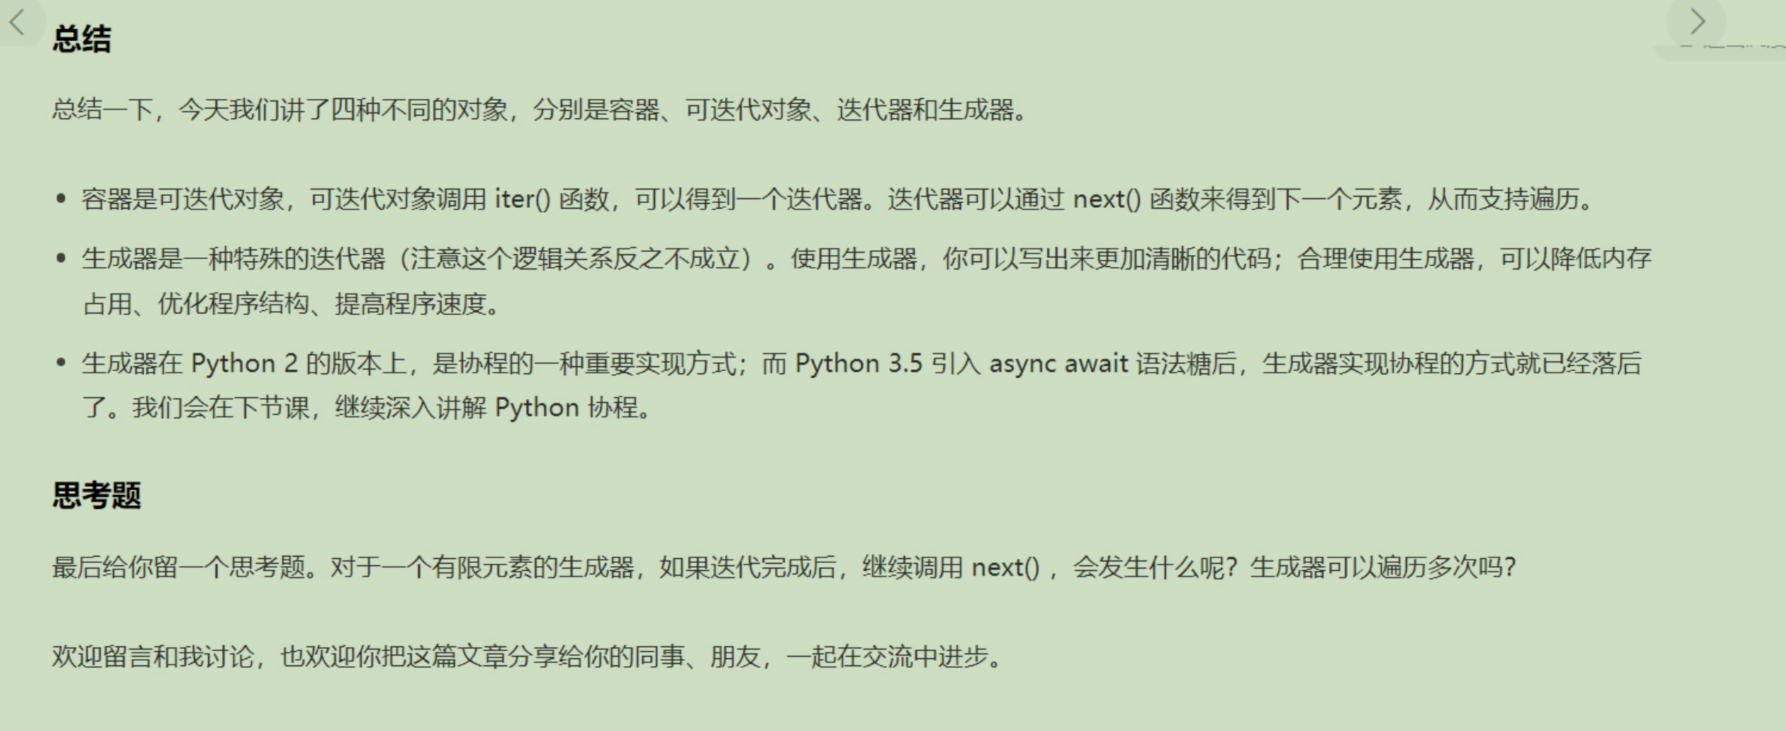 总结
总结一下，今天我们讲了四种不同的对象，分别是容器、可迭代对象、迭代器和生成器。
• 容器是可迭代对象，可迭代对象调用 iter() 函数，可以得到一个迭代器。迭代器可以通过 next() 函数来得到下一个元素，从而支持遍历。
• 生成器是一种特殊的迭代器（注意这个逻辑关系反之不成立）。使用生成器，你可以写出来更加清晰的代码；合理使用生成器，可以降低内存
占用、优化程序结构、提高程序速度。
• 生成器在 Python 2 的版本上，是协程的一种重要实现方式；而 Python 3.5 引入 async await 语法糖后，生成器实现协程的方式就已经落后
了。我们会在下节课，继续深入讲解 Python 协程。
思考题
最后给你留一个思考题。对于一个有限元素的生成器，如果迭代完成后，继续调用 next() ，会发生什么呢？生成器可以遍历多次吗？
欢迎留言和我讨论，也欢迎你把这篇文章分享给你的同事、朋友，一起在交流中进步。